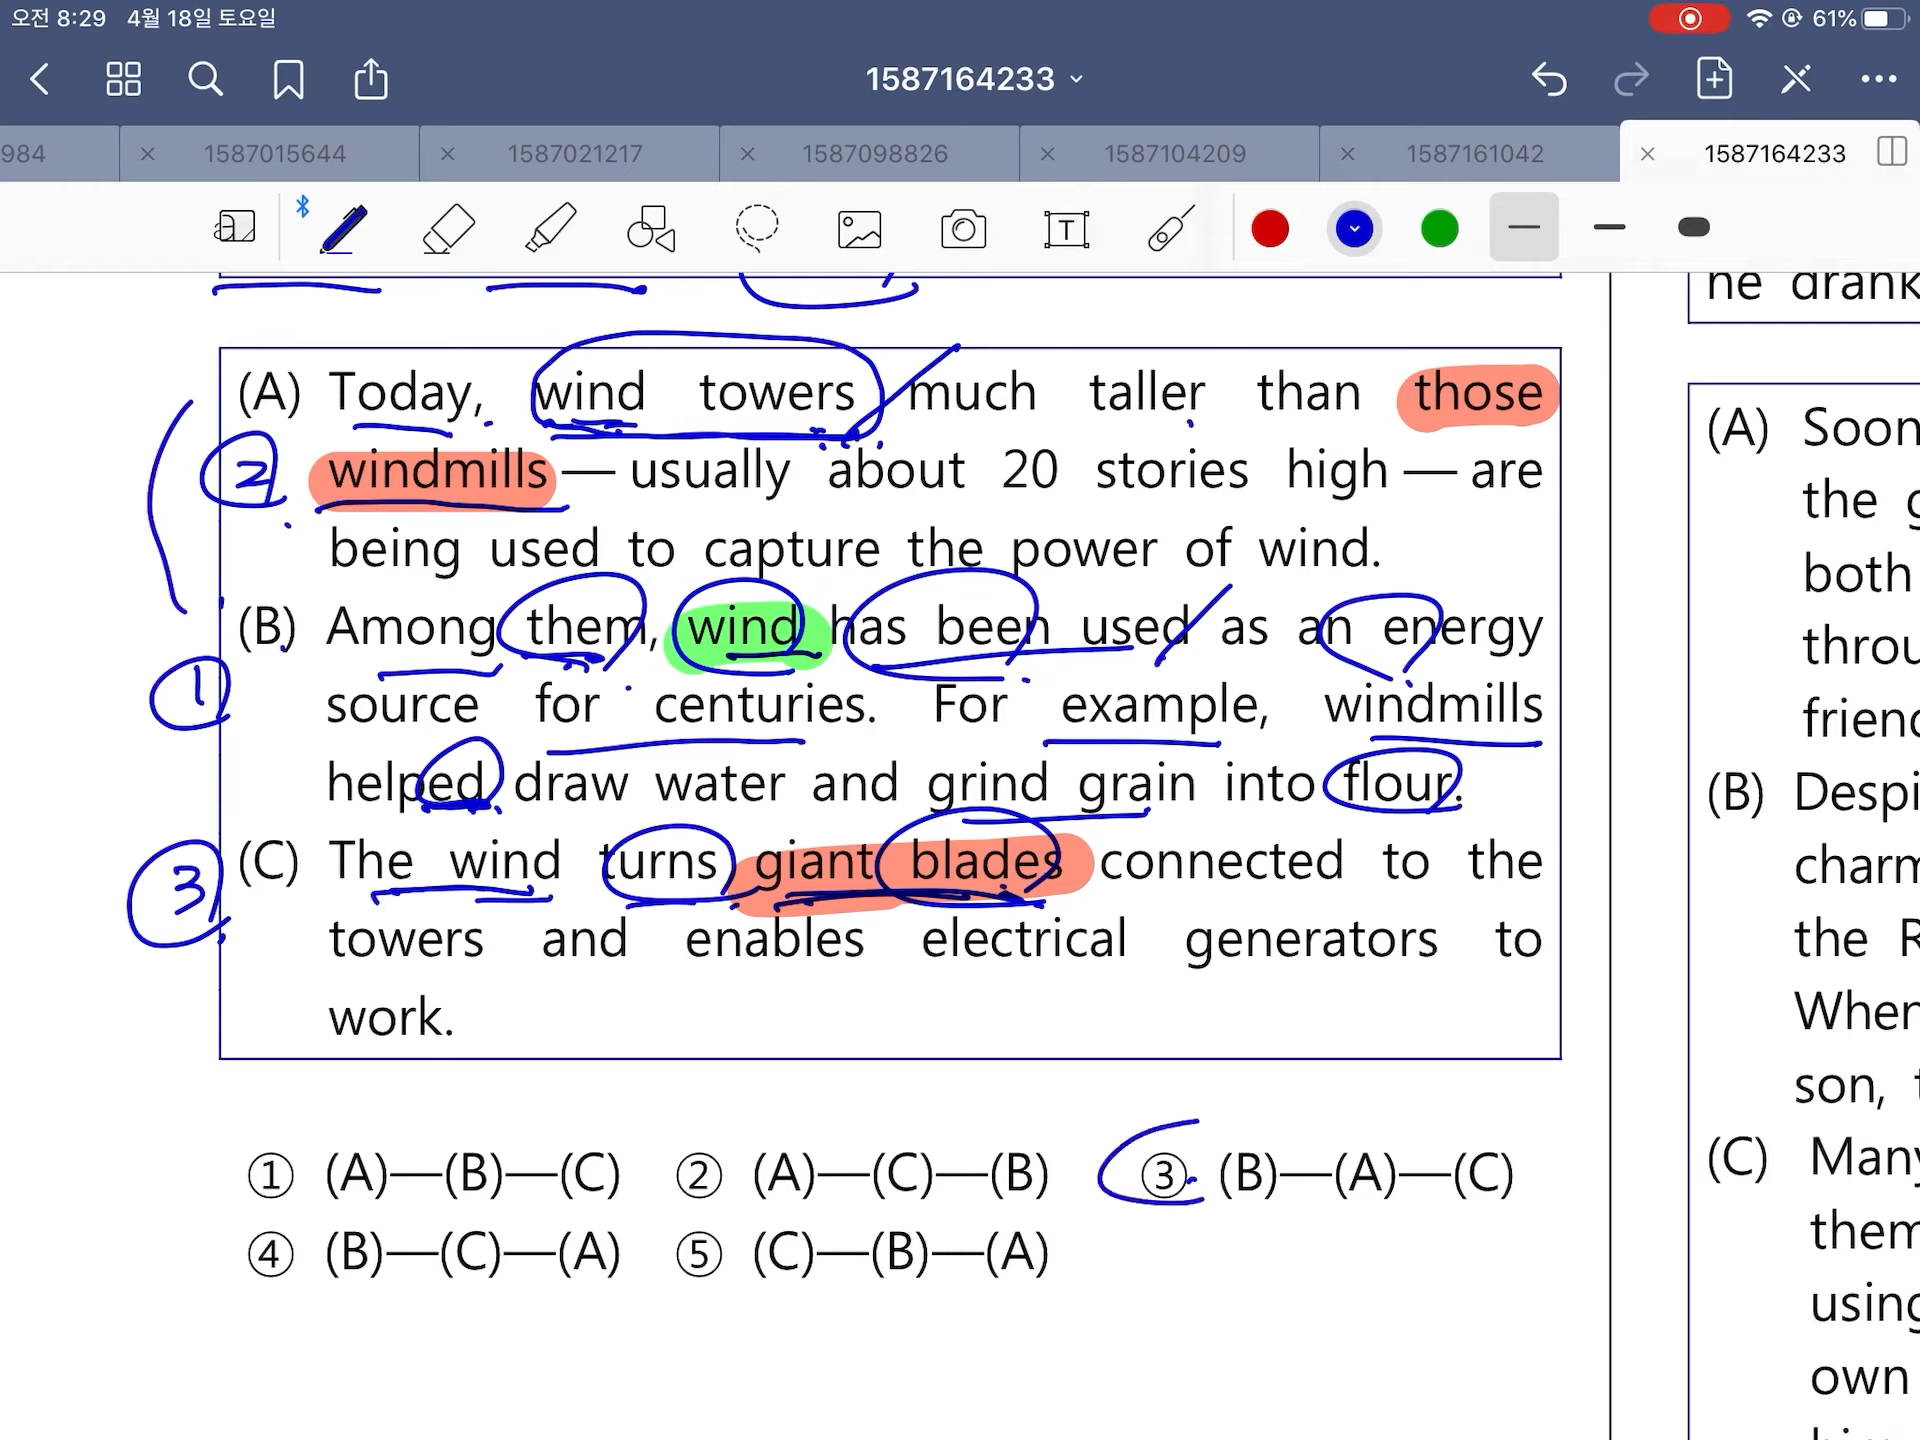 오전 8:29 4월 18일 토요일 61%
1587164233
984 1587015644 1587021217 1587098826 1587104209 1587161042 1587164233
he drank
(A) Today, wind towers much taller than those
2 windmills — usually about 20 stories high — are
being used to capture the power of wind.
(B) Among them, wind has been used as an energy
1 source for centuries. For example, windmills
helped draw water and grind grain into flour.
3 (C) The wind turns giant blades connected to the
towers and enables electrical generators to
work.
① (A)—(B)—(C) ② (A)—(C)—(B) ③ (B)—(A)—(C)
④ (B)—(C)—(A) ⑤ (C)—(B)—(A)
(A) Soon
the g
both
throu
friend
(B) Despi
charm
the R
When
son, t
(C) Many
them
using
own